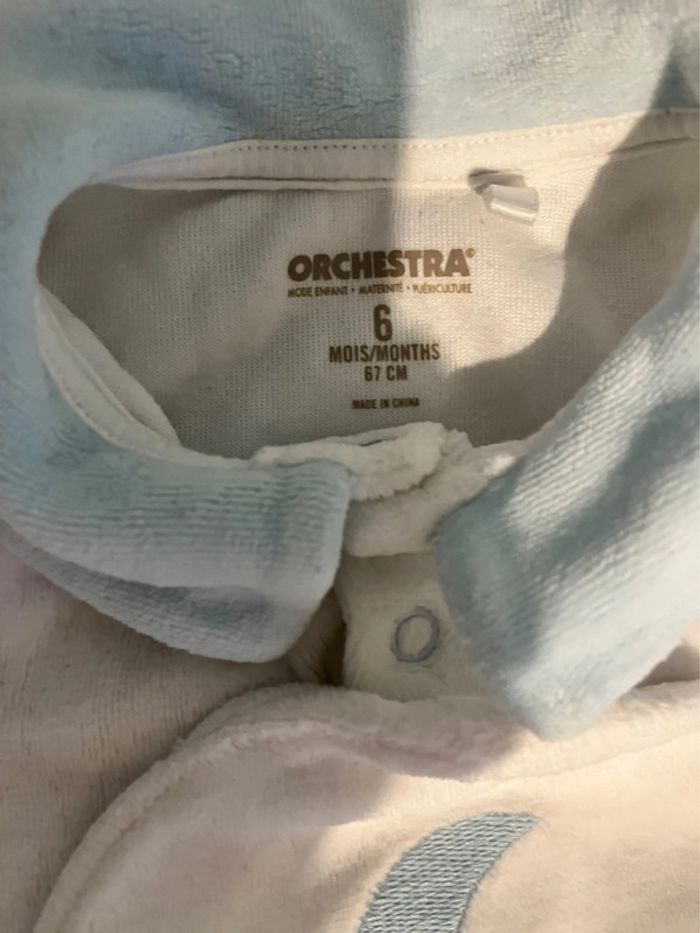 ORCHESTRA®
MODE ENFANT • MATERNITÉ • PUÉRICULTURE
6
MOIS/MONTHS
67 CM
MADE IN CHINA